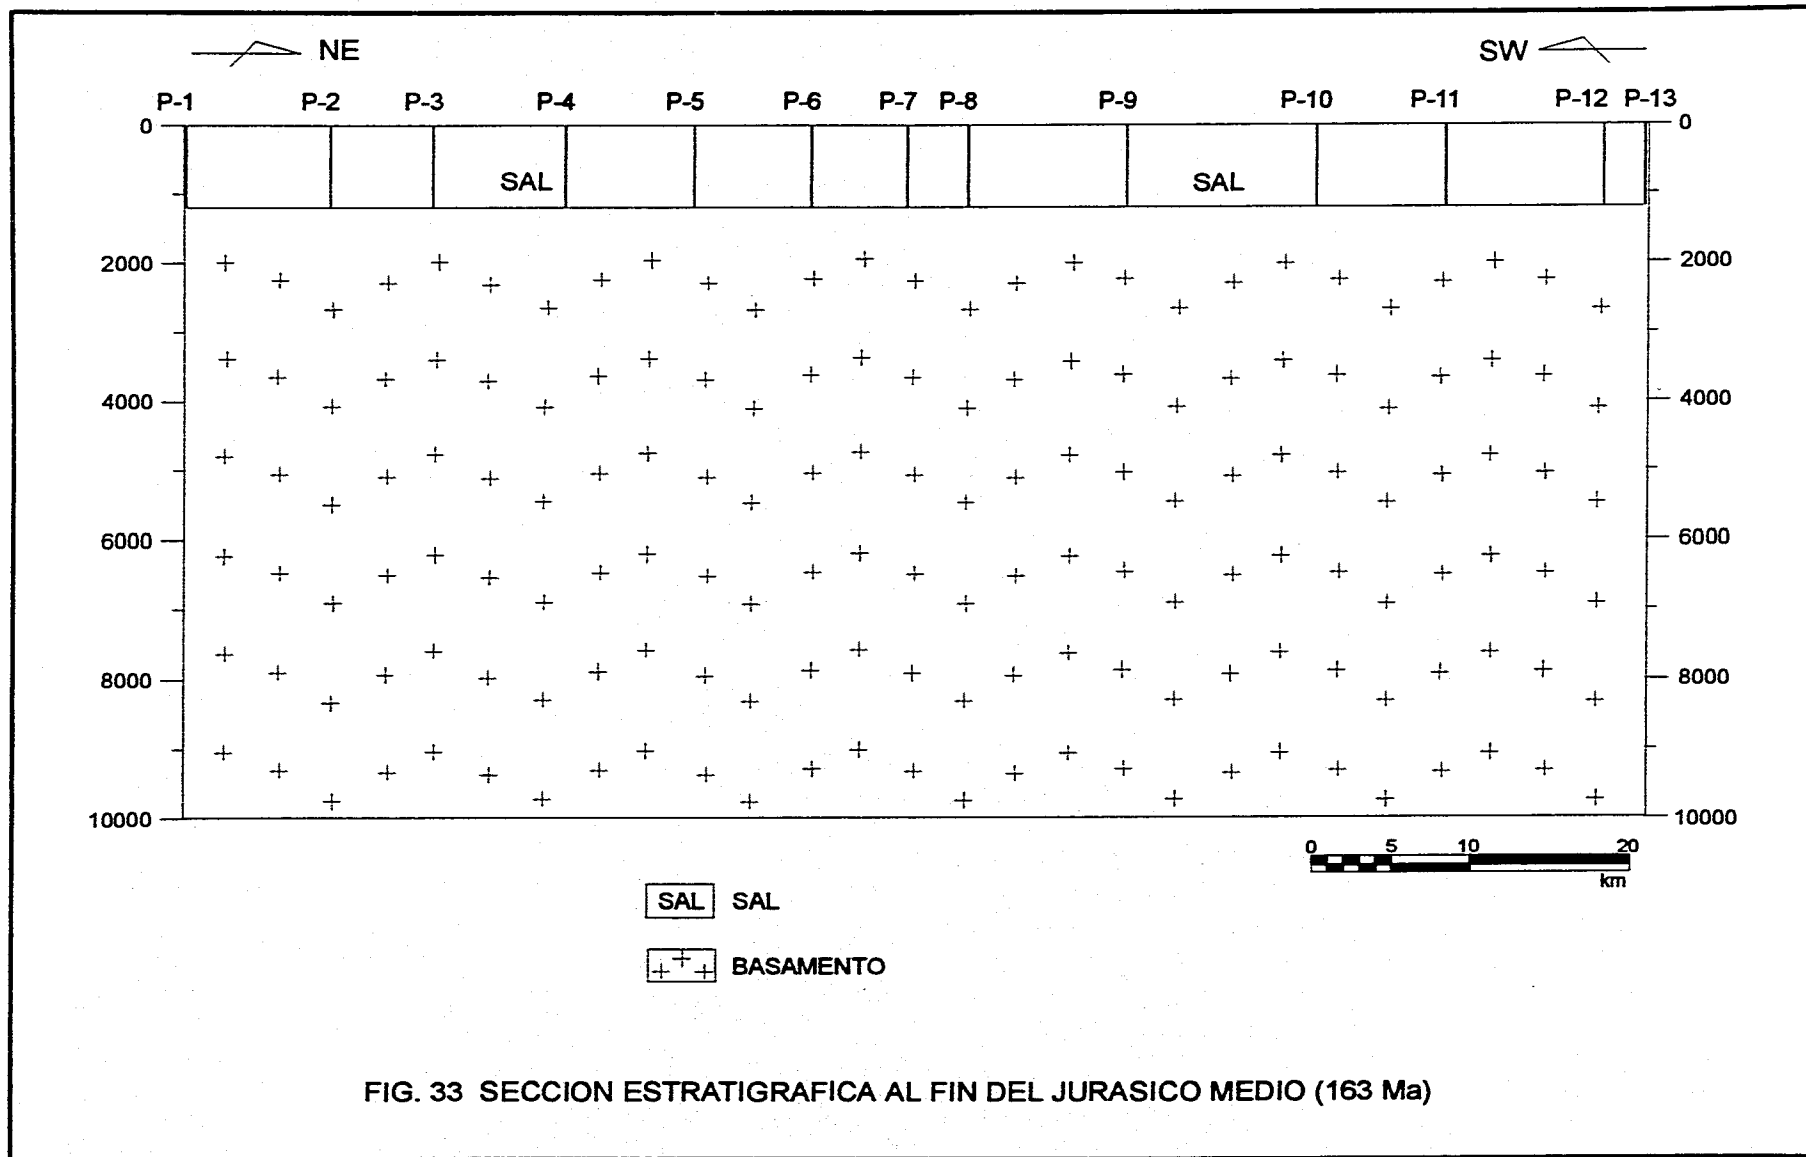 NE SW
P-1 P-2 P-3 P-4 P-5 P-6 P-7 P-8 P-9 P-10 P-11 P-12 P-13
0 0
SAL SAL
2000 2000
4000 4000
6000 6000
8000 8000
10000 10000
0 5 10 20
km
SAL SAL
BASAMENTO
FIG. 33 SECCION ESTRATIGRAFICA AL FIN DEL JURASICO MEDIO (163 Ma)